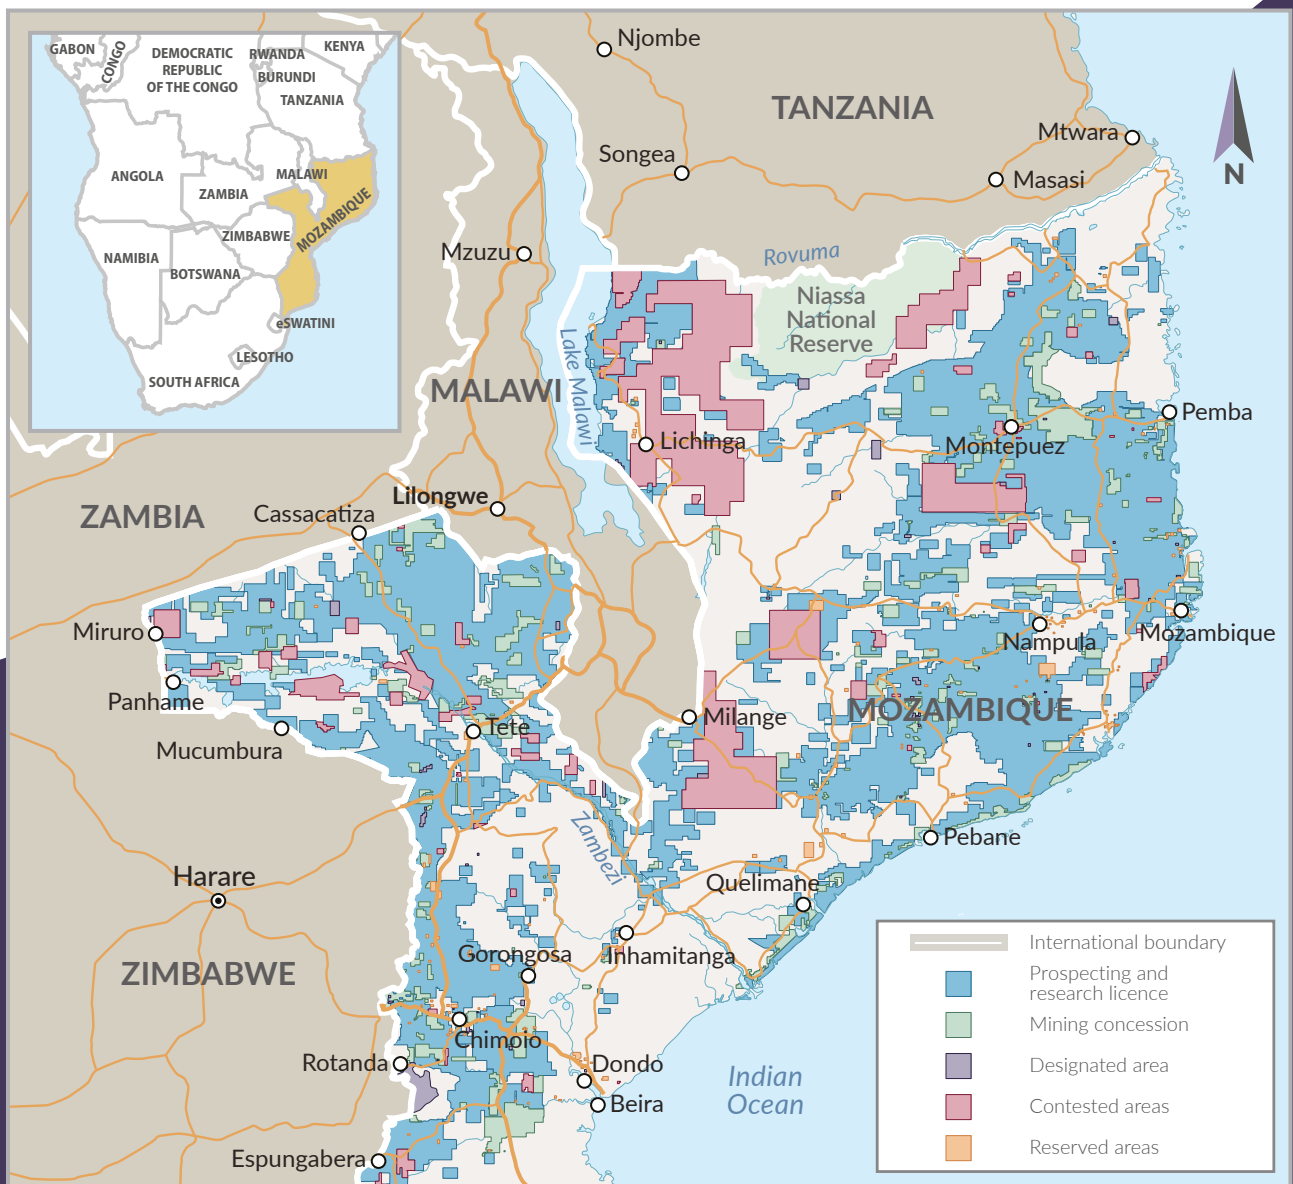 GABON
CONGO
DEMOCRATIC
REPUBLIC
OF THE CONGO
RWANDA
BURUNDI
KENYA
TANZANIA
ANGOLA
ZAMBIA
MALAWI
MOZAMBIQUE
ZIMBABWE
NAMIBIA
BOTSWANA
eSWATINI
LESOTHO
SOUTH AFRICA
Njombe
TANZANIA
Mtwara
Songea
Masasi
N
Mzuzu
Rovuma
Niassa
National
Reserve
Lake Malawi
MALAWI
Pemba
Lichinga
Montepuez
Lilongwe
ZAMBIA
Cassacatiza
Miruro
Nampula
Mozambique
Panhame
Milange
MOZAMBIQUE
Tete
Mucumbura
Zambezi
Pebane
Harare
Quelimane
Gorongosa
Inhamitanga
ZIMBABWE
Chimoio
Rotanda
Dondo
Beira
Indian
Ocean
Espungabera
International boundary
Prospecting and
research licence
Mining concession
Designated area
Contested areas
Reserved areas